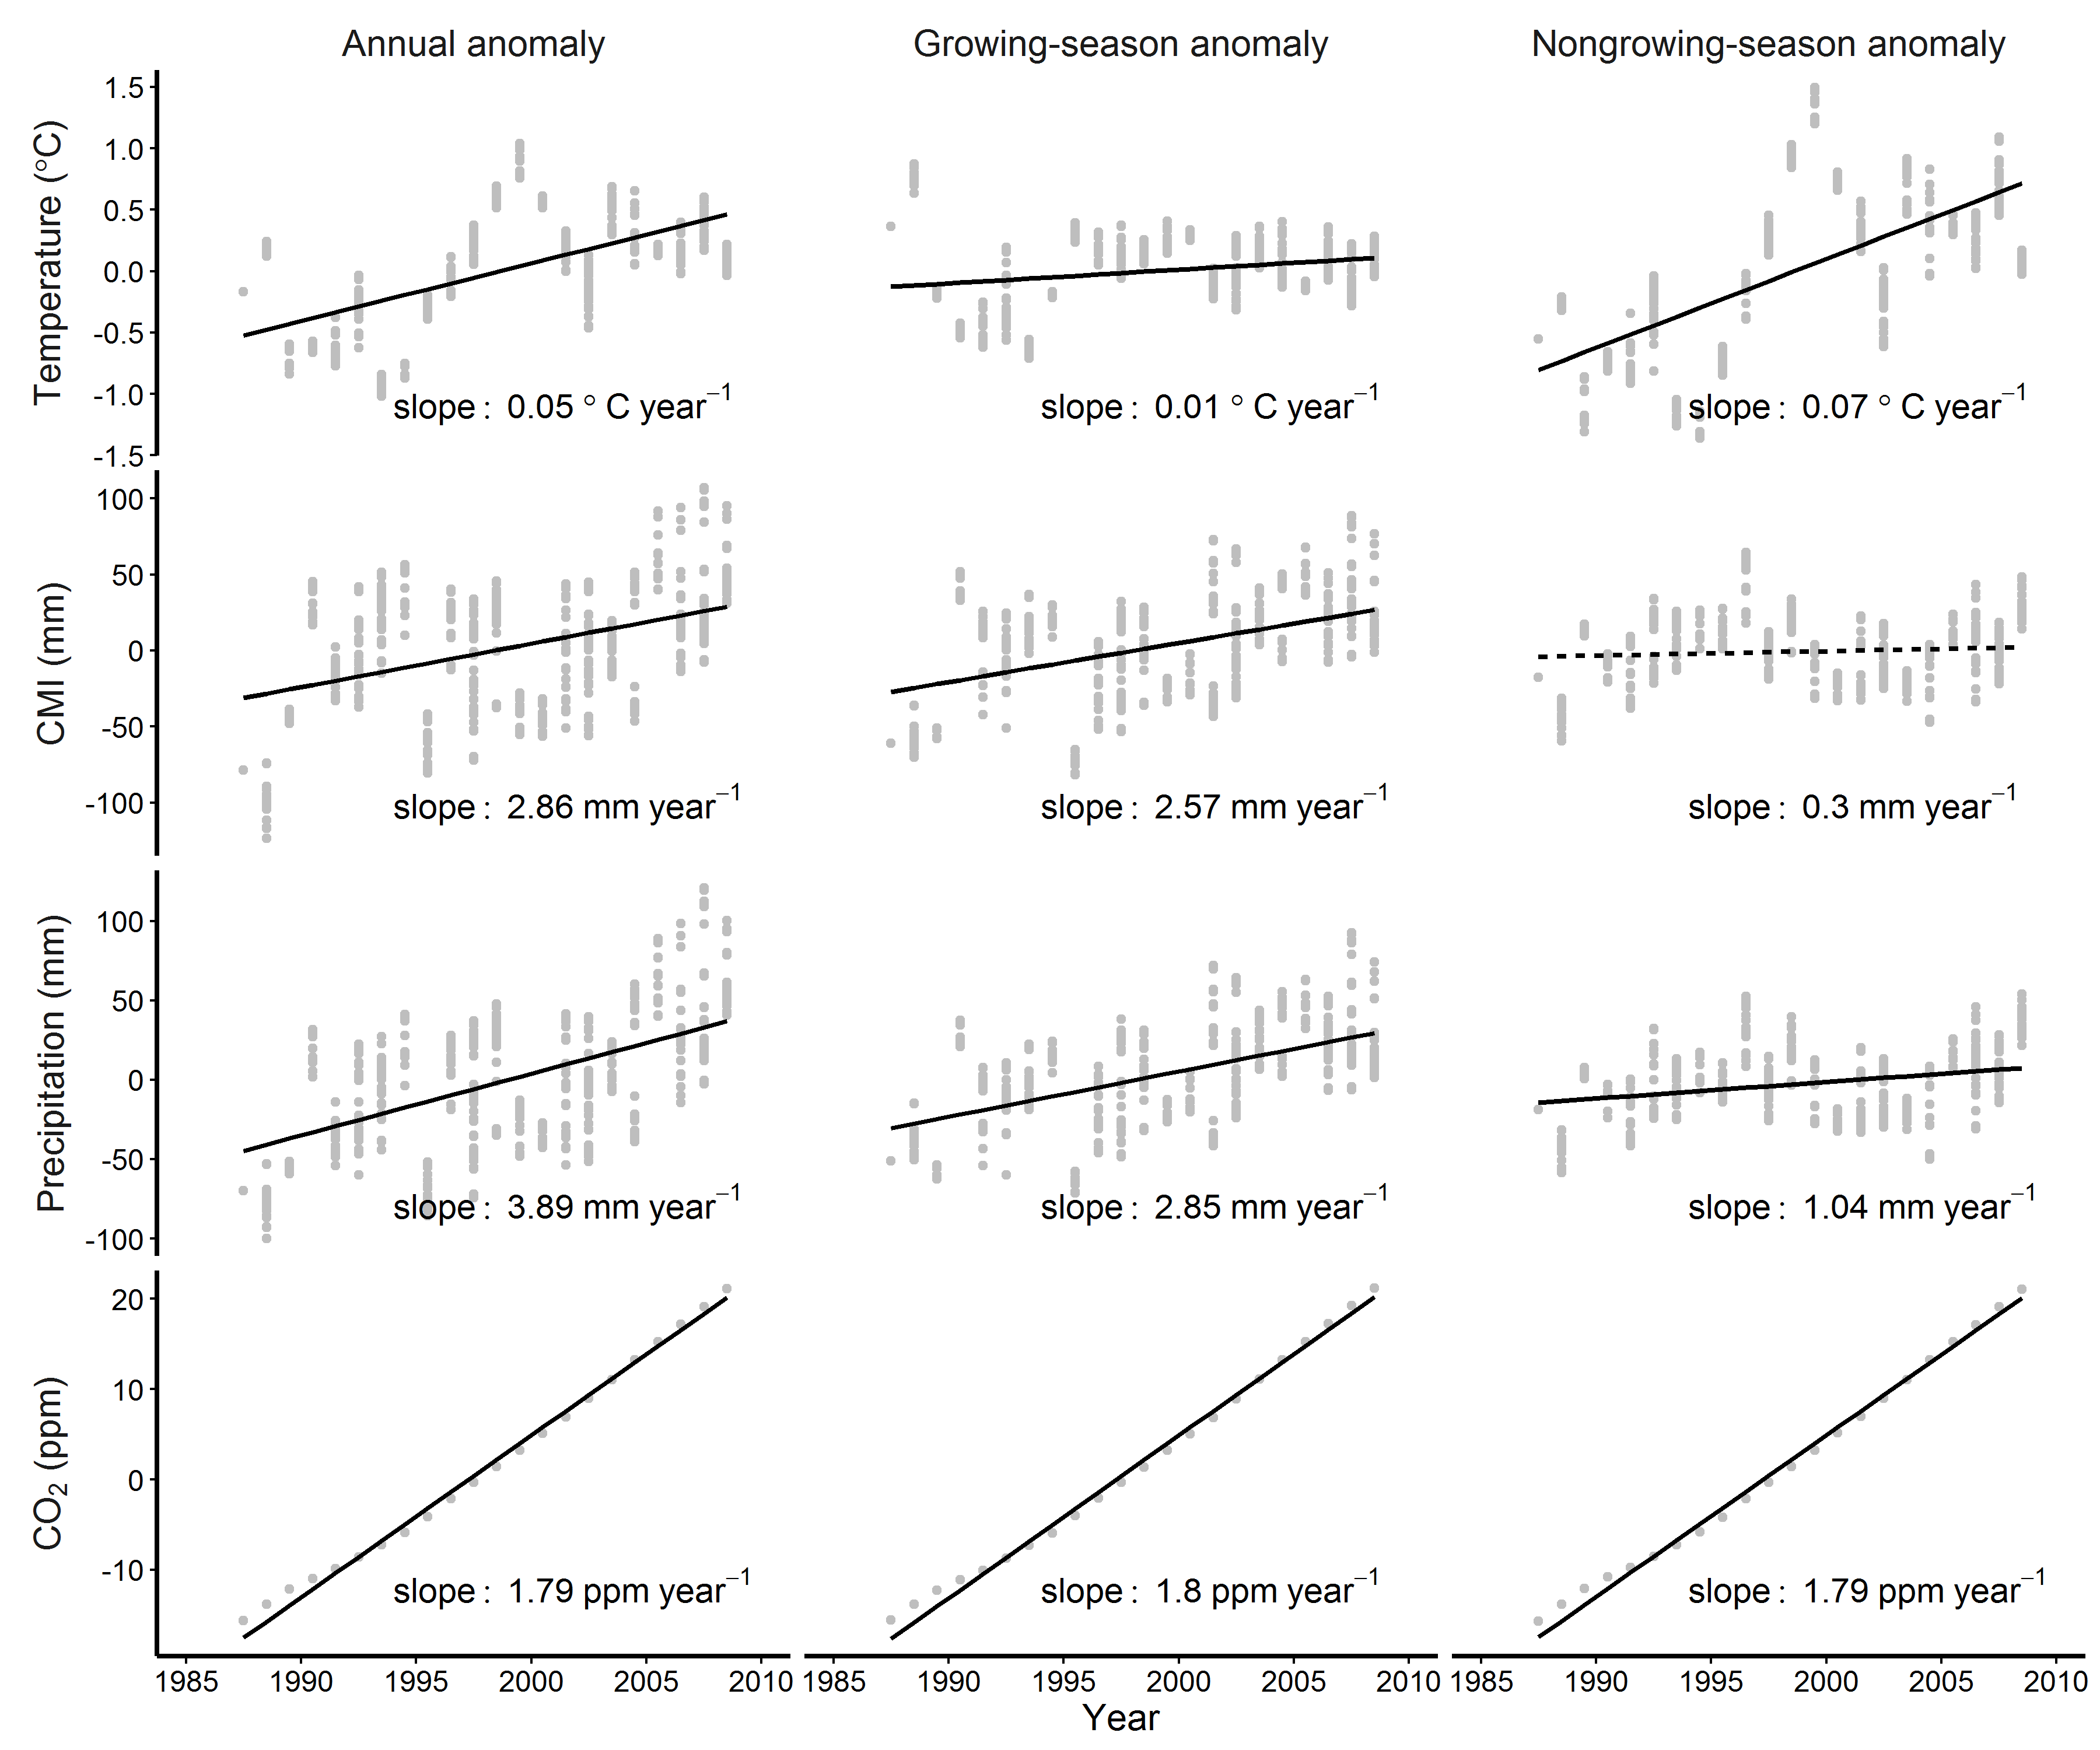 Annual anomaly Growing-season anomaly Nongrowing-season anomaly
Temperature (°C)
1.5
1.0
0.5
0.0
-0.5
-1.0
-1.5
slope : 0.05 ° C year−1
slope : 0.01 ° C year−1
slope : 0.07 ° C year−1
CMI (mm)
100
50
0
-50
-100
slope : 2.86 mm year−1
slope : 2.57 mm year−1
slope : 0.3 mm year−1
Precipitation (mm)
100
50
0
-50
-100
slope : 3.89 mm year−1
slope : 2.85 mm year−1
slope : 1.04 mm year−1
CO2 (ppm)
20
10
0
-10
slope : 1.79 ppm year−1
slope : 1.8 ppm year−1
slope : 1.79 ppm year−1
1985 1990 1995 2000 2005 2010 1985 1990 1995 2000 2005 2010 1985 1990 1995 2000 2005 2010
Year